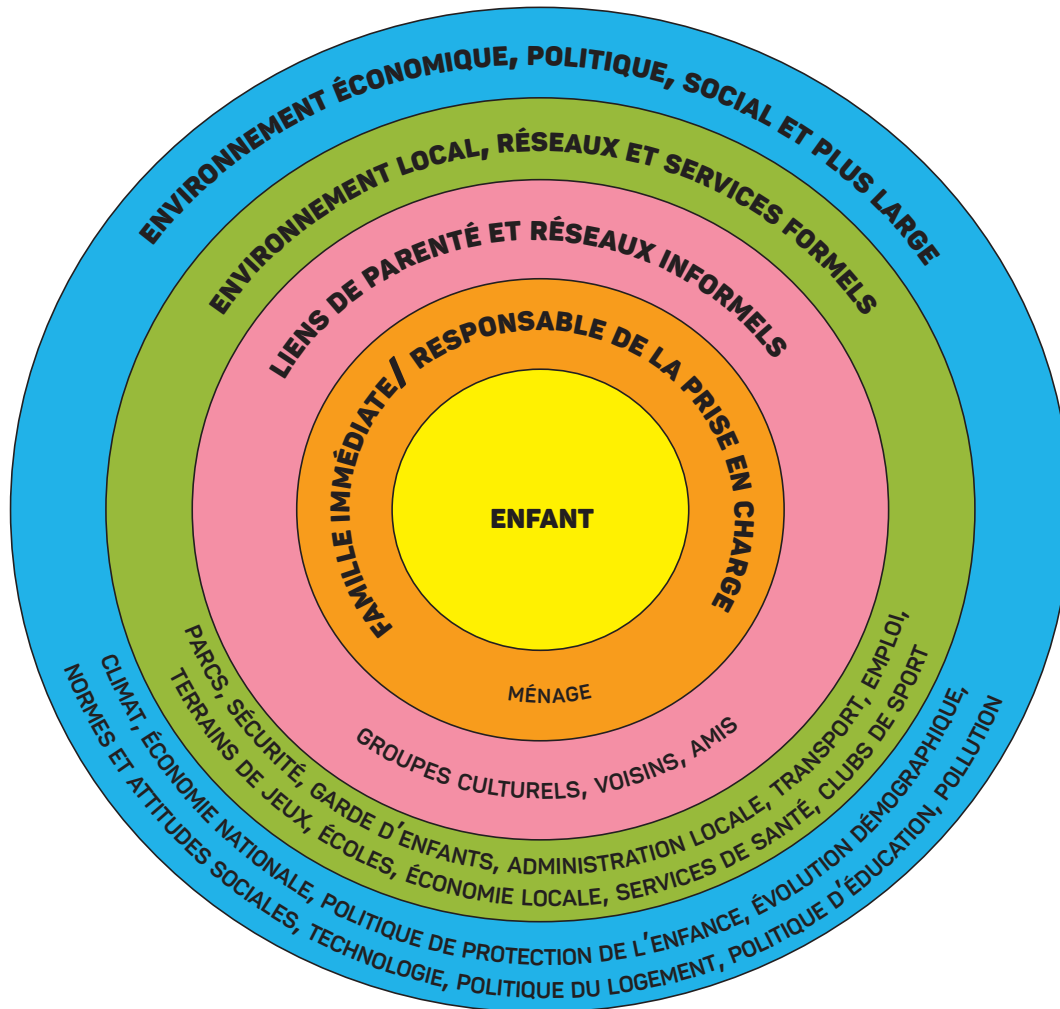 ENVIRONNEMENT ÉCONOMIQUE, POLITIQUE, SOCIAL ET PLUS LARGE
ENVIRONNEMENT LOCAL, RÉSEAUX ET SERVICES FORMELS
LIENS DE PARENTÉ ET RÉSEAUX INFORMELS
FAMILLE IMMÉDIATE/ RESPONSABLE DE LA PRISE EN CHARGE
ENFANT
MÉNAGE
GROUPES CULTURELS, VOISINS, AMIS
PARCS, SÉCURITÉ, GARDE D'ENFANTS, ADMINISTRATION LOCALE, TRANSPORT, EMPLOI,
TERRAINS DE JEUX, ÉCOLES, ÉCONOMIE LOCALE, SERVICES DE SANTÉ, CLUBS DE SPORT
CLIMAT, ÉCONOMIE NATIONALE, POLITIQUE DE PROTECTION DE L'ENFANCE, ÉVOLUTION DÉMOGRAPHIQUE,
NORMES ET ATTITUDES SOCIALES, TECHNOLOGIE, POLITIQUE DU LOGEMENT, POLITIQUE D'ÉDUCATION, POLLUTION